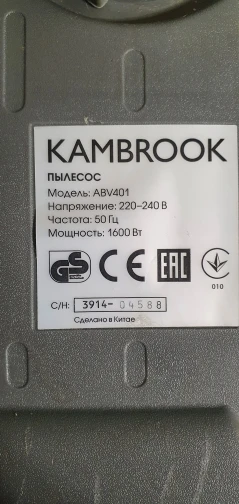 KAMBROOK
ПЫЛЕСОС
Модель: ABV401
Напряжение: 220–240 В
Частота: 50 Гц
Мощность: 1600 Вт
GS CE EAC
010
С/Н: 3914- 04588
Сделано в Китае